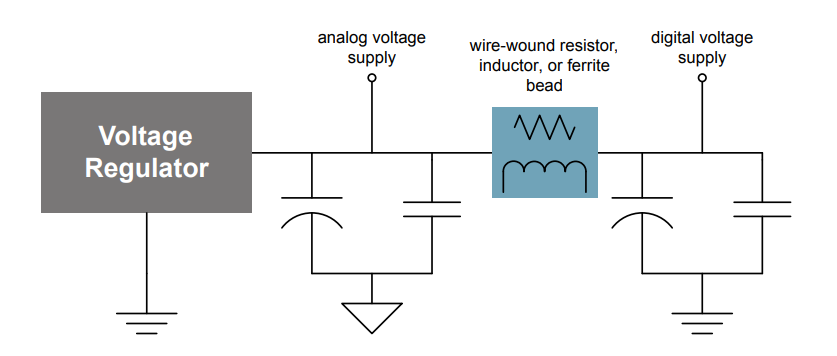 analog voltage
supply
wire-wound resistor,
inductor, or ferrite
bead
digital voltage
supply
Voltage
Regulator